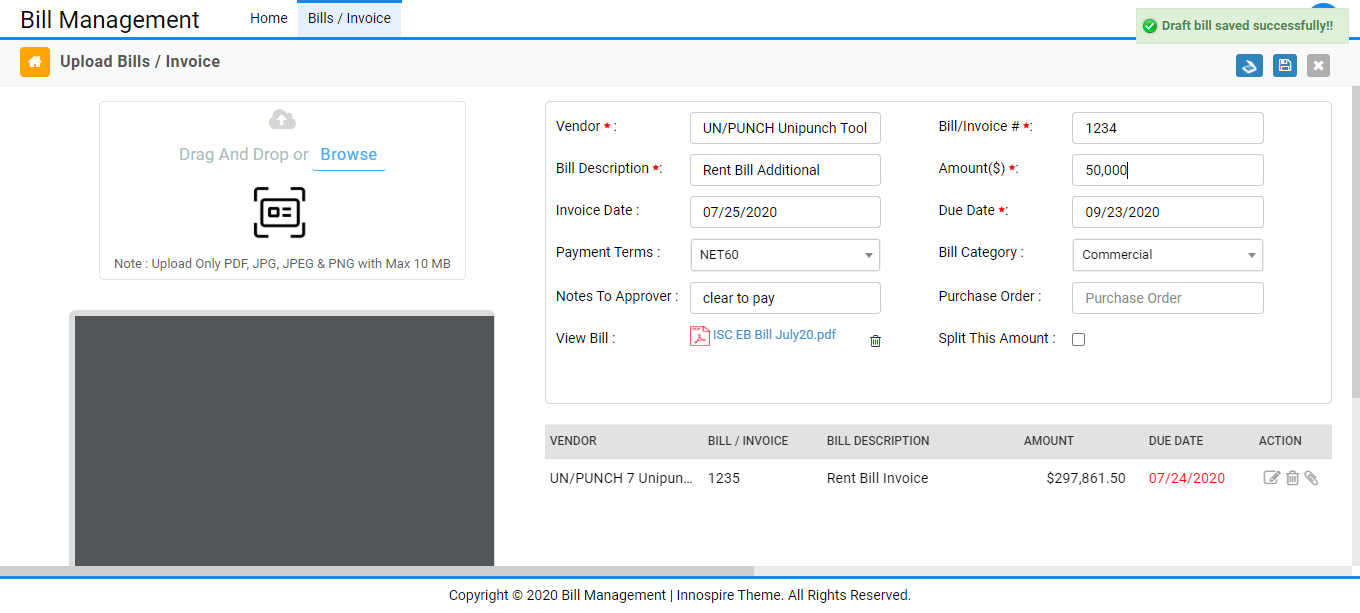 Bill Management
Home
Bills / Invoice
Draft bill saved successfully!!
Upload Bills / Invoice
Drag And Drop or Browse
Note : Upload Only PDF, JPG, JPEG & PNG with Max 10 MB
Vendor * : UN/PUNCH Unipunch Tool
Bill/Invoice # *: 1234
Bill Description *: Rent Bill Additional
Amount($) *: 50,000
Invoice Date : 07/25/2020
Due Date *: 09/23/2020
Payment Terms : NET60
Bill Category : Commercial
Notes To Approver : clear to pay
Purchase Order : Purchase Order
View Bill : ISC EB Bill July20.pdf
Split This Amount :
VENDOR BILL / INVOICE BILL DESCRIPTION AMOUNT DUE DATE ACTION
UN/PUNCH 7 Unipun... 1235 Rent Bill Invoice $297,861.50 07/24/2020
Copyright © 2020 Bill Management | Innospire Theme. All Rights Reserved.